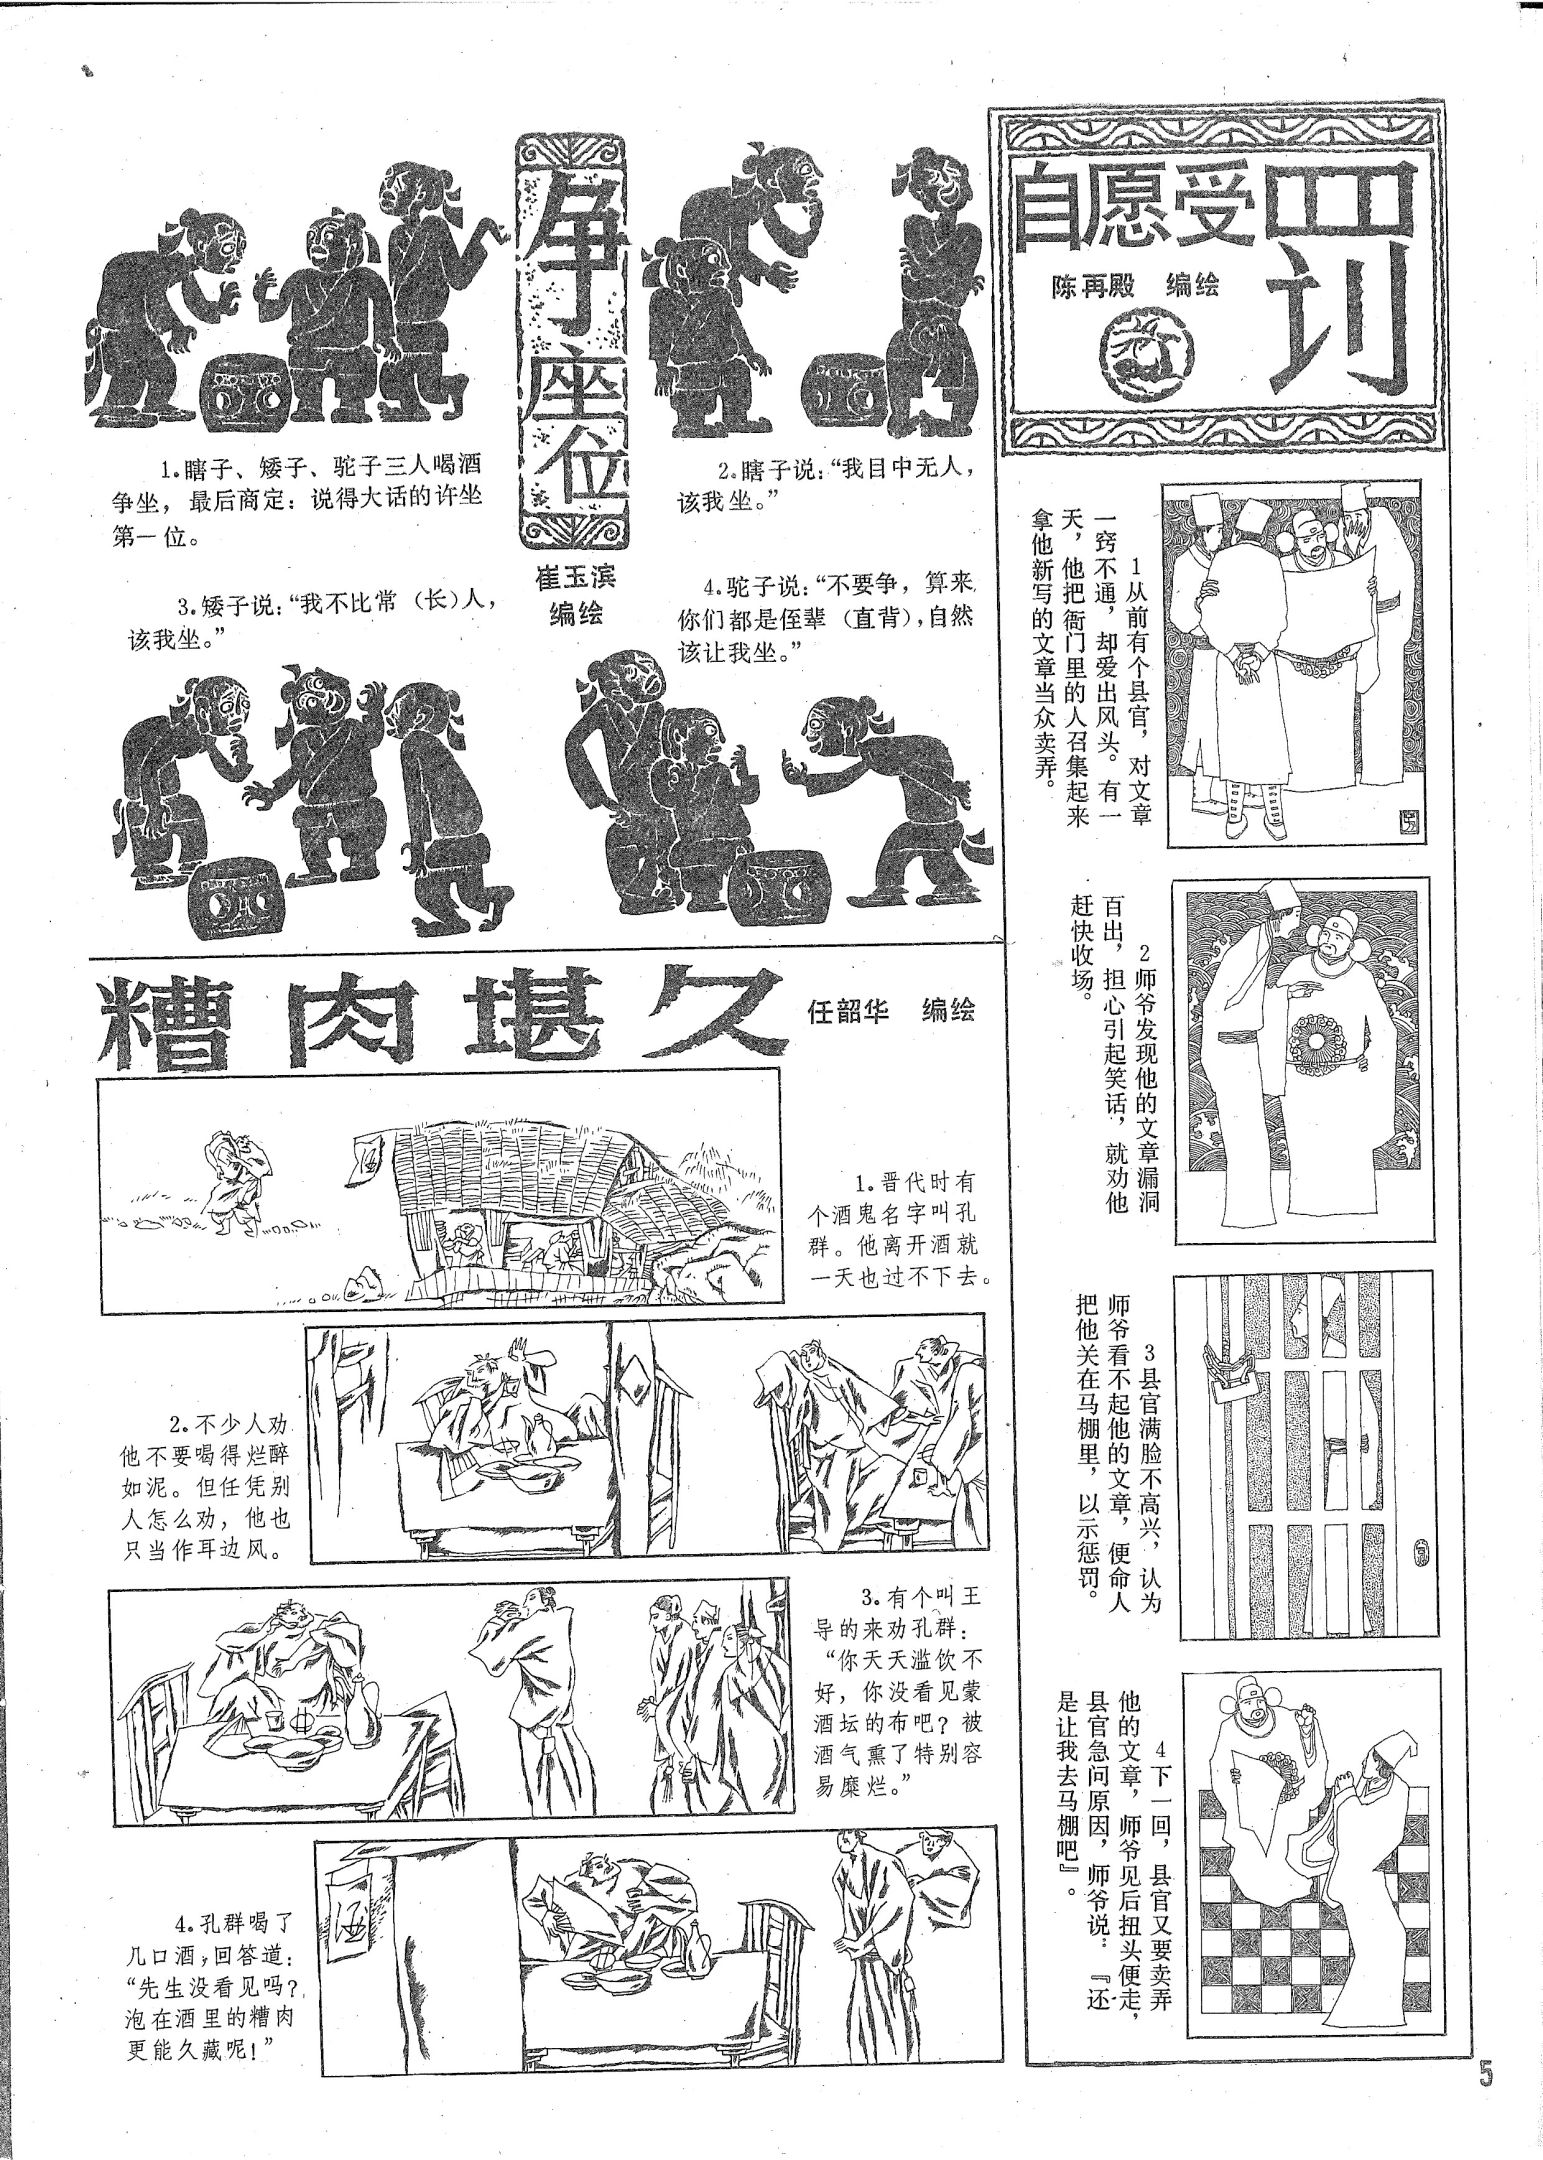 争座位
崔玉滨
编绘
1.瞎子、矮子、驼子三人喝酒
争坐，最后商定：说得大话的许坐
第一位。
2.瞎子说：“我目中无人，
该我坐。”
3.矮子说：“我不比常（长）人，
该我坐。”
4.驼子说：“不要争，算来
你们都是侄辈（直背），自然
该让我坐。”
糟肉堪久
任韶华 编绘
1.晋代时有
个酒鬼名字叫孔
群。他离开酒就
一天也过不下去。
酒
2.不少人劝
他不要喝得烂醉
如泥。但任凭别
人怎么劝，他也
只当作耳边风。
3.有个叫王
导的来劝孔群：
“你天天滥饮不
好，你没看见蒙
酒坛的布吧？被
酒气熏了特别容
易糜烂。”
4.孔群喝了
几口酒，回答道：
“先生没看见吗？
泡在酒里的糟肉
更能久藏呢！”
酒
自愿受罚
陈再殿 编绘
1从前有个县官，对文章
一窍不通，却爱出风头。有一
天，他把衙门里的人召集起来
拿他新写的文章当众卖弄。
2师爷发现他的文章漏洞
百出，担心引起笑话，就劝他
赶快收场。
3县官满脸不高兴，认为
师爷看不起他的文章，便命人
把他关在马棚里，以示惩罚。
4下一回，县官又要卖弄
他的文章，师爷见后扭头便走，
县官急问原因，师爷说：『还
是让我去马棚吧』。
5